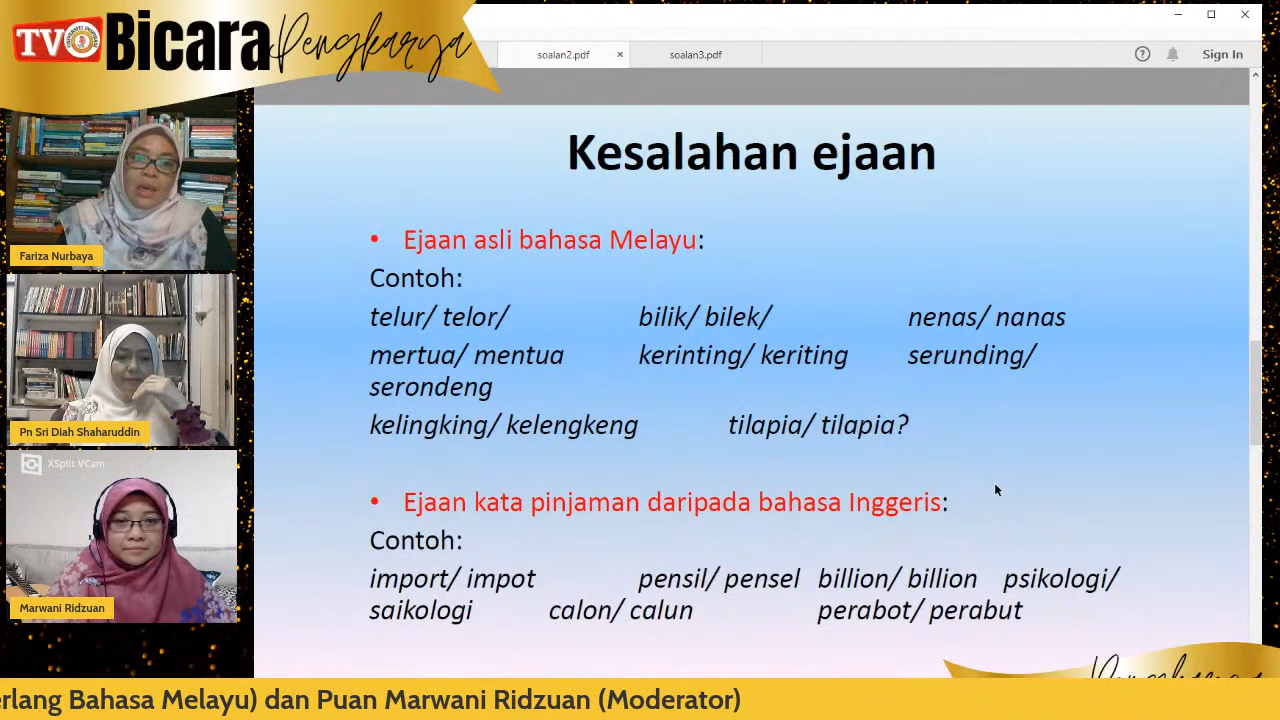 TV Bicara Pengkarya
soalan2.pdf × soalan3.pdf
Sign In
Kesalahan ejaan
• Ejaan asli bahasa Melayu:
Contoh:
telur/ telor/ bilik/ bilek/ nenas/ nanas
mertua/ mentua kerinting/ keriting serunding/
serondeng
kelingking/ kelengkeng tilapia/ tilapia?
• Ejaan kata pinjaman daripada bahasa Inggeris:
Contoh:
import/ impot pensil/ pensel billion/ billion psikologi/
saikologi calon/ calun perabot/ perabut
Fariza Nurbaya
Pn Sri Diah Shaharuddin
XSplit VCam
Marwani Ridzuan
erlang Bahasa Melayu) dan Puan Marwani Ridzuan (Moderator)